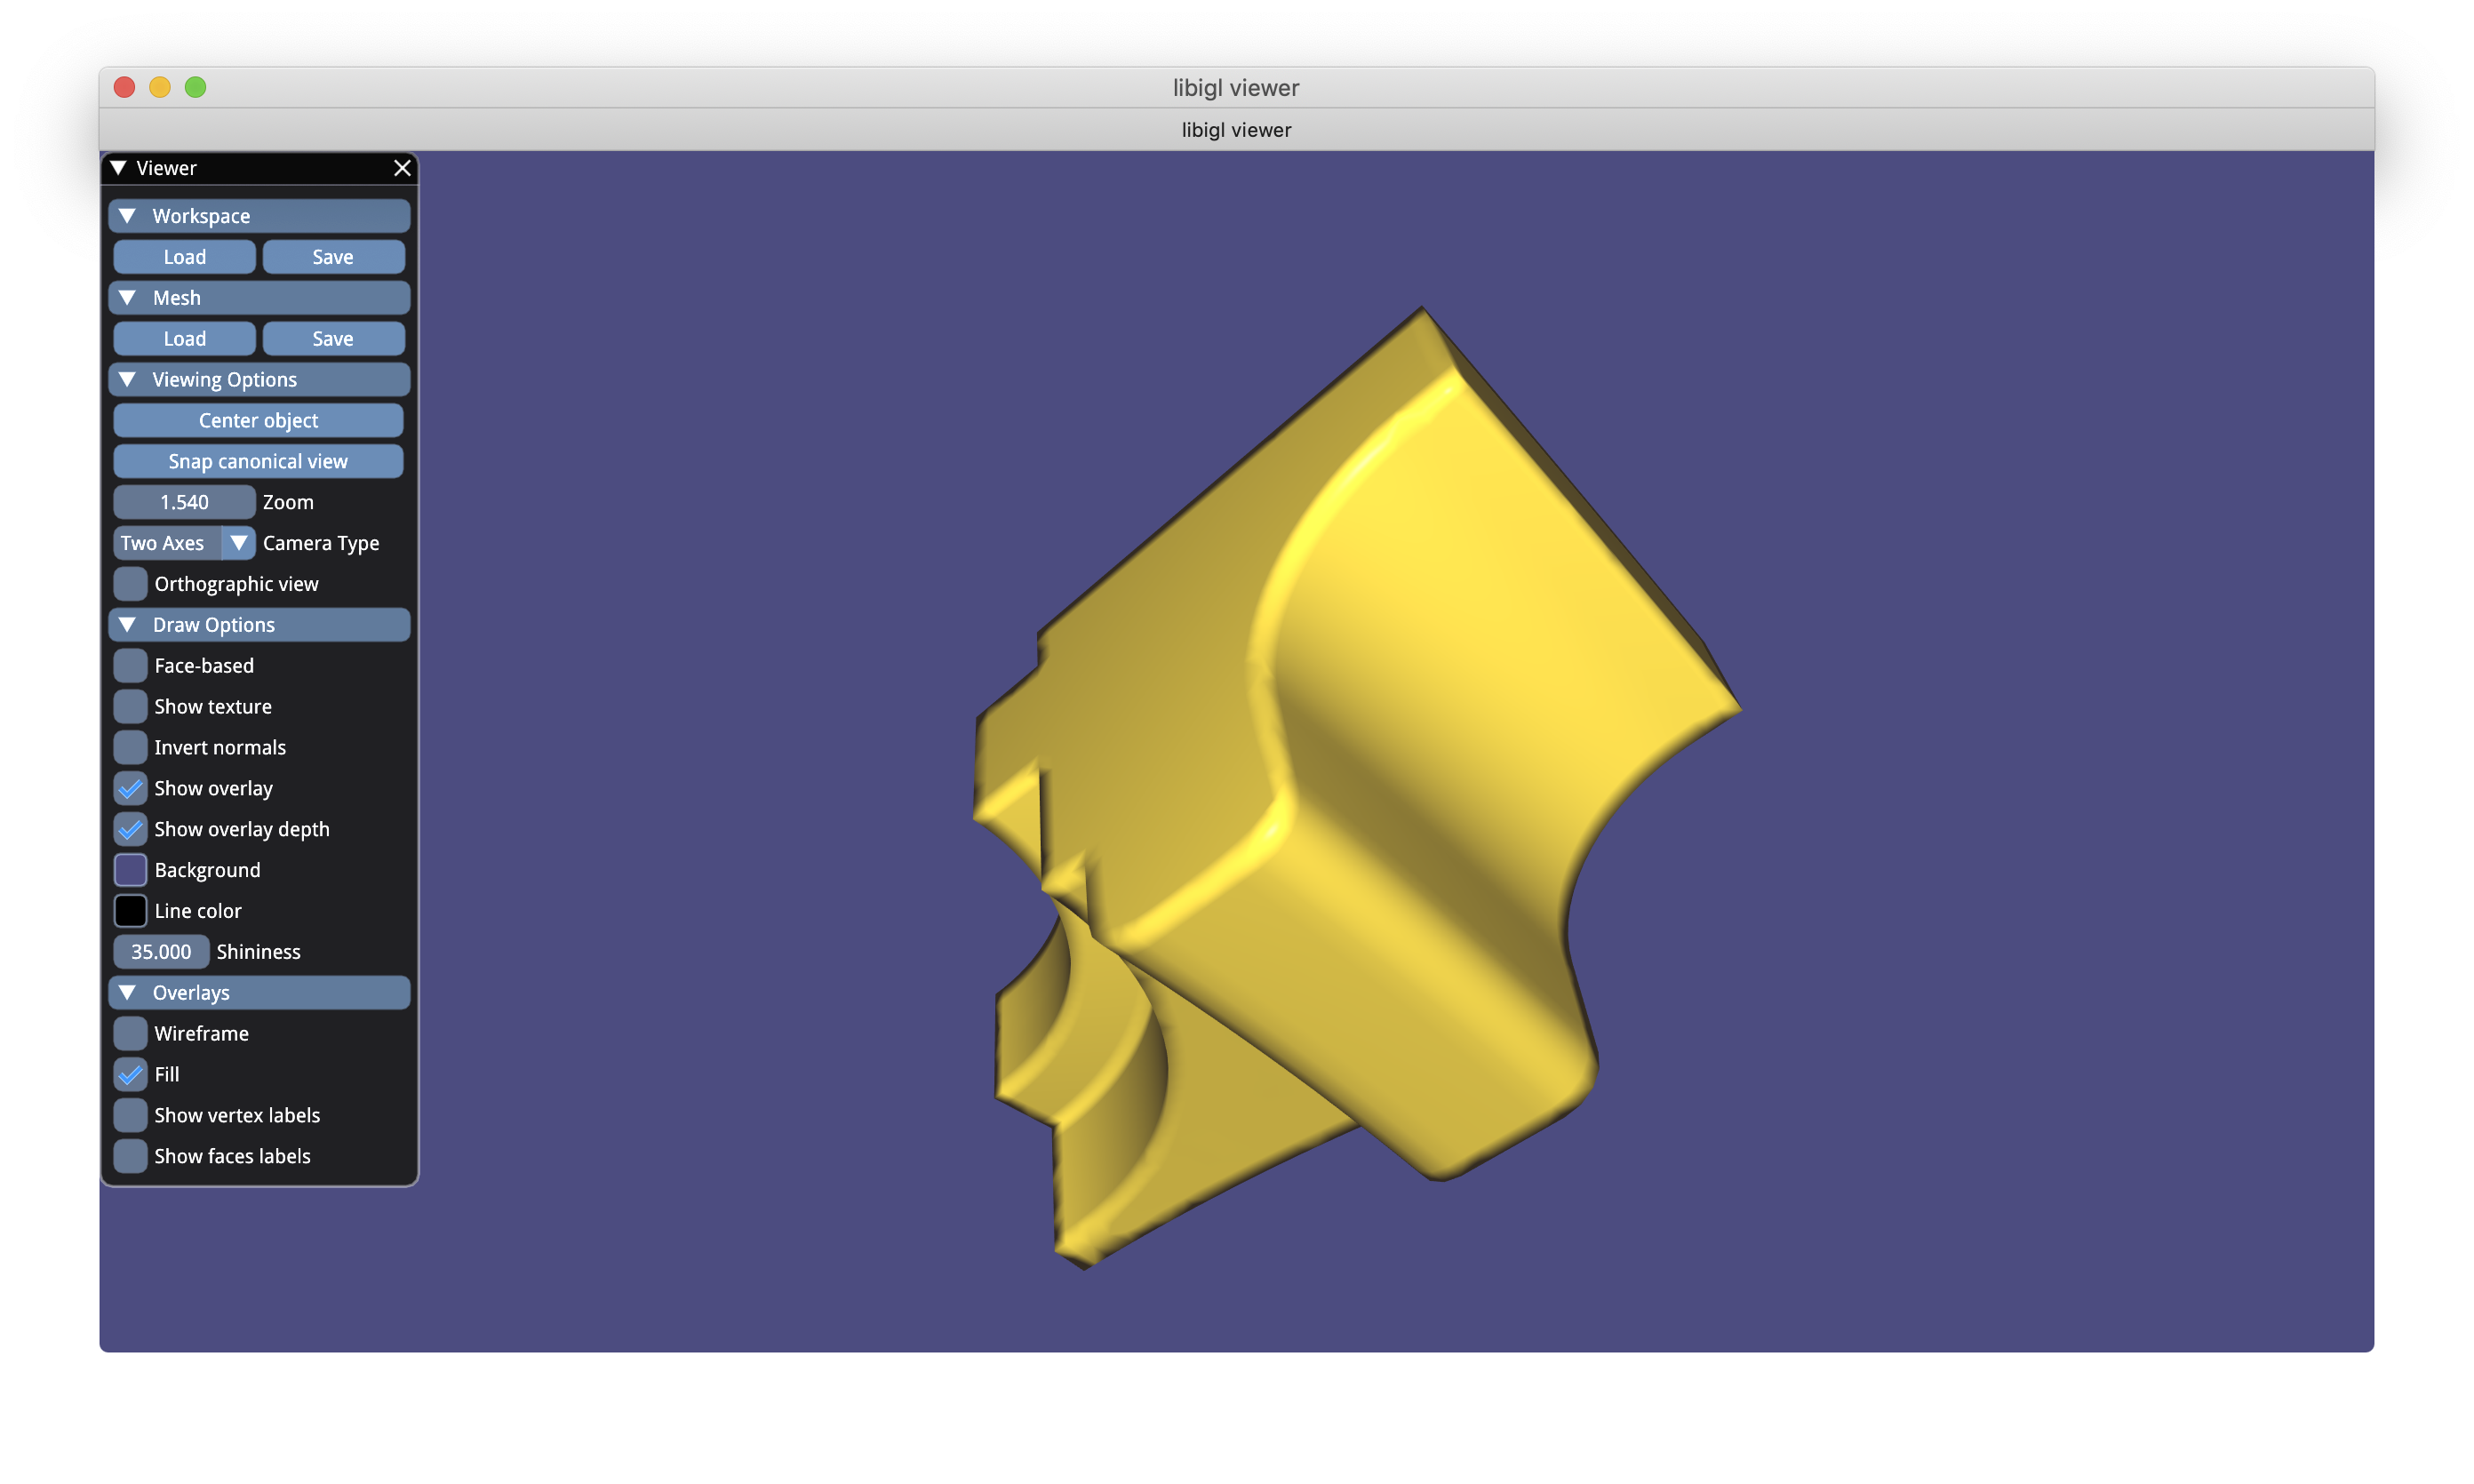 libigl viewer
libigl viewer
Viewer
Workspace
Load Save
Mesh
Load Save
Viewing Options
Center object
Snap canonical view
1.540 Zoom
Two Axes Camera Type
Orthographic view
Draw Options
Face-based
Show texture
Invert normals
Show overlay
Show overlay depth
Background
Line color
35.000 Shininess
Overlays
Wireframe
Fill
Show vertex labels
Show faces labels